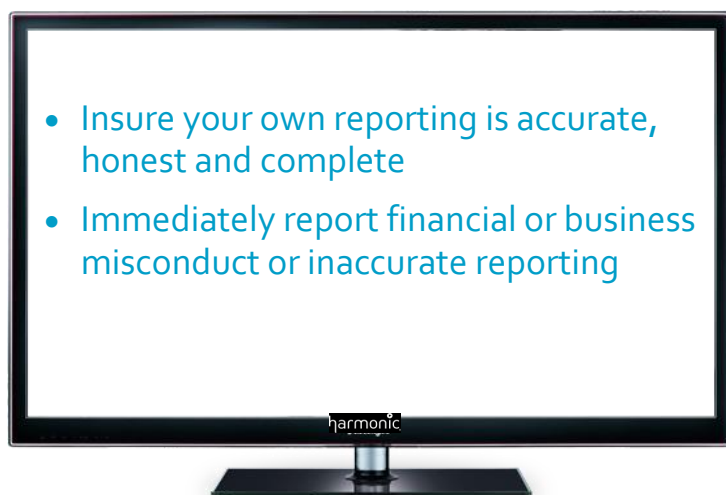 • Insure your own reporting is accurate,
honest and complete
• Immediately report financial or business
misconduct or inaccurate reporting
harmonic